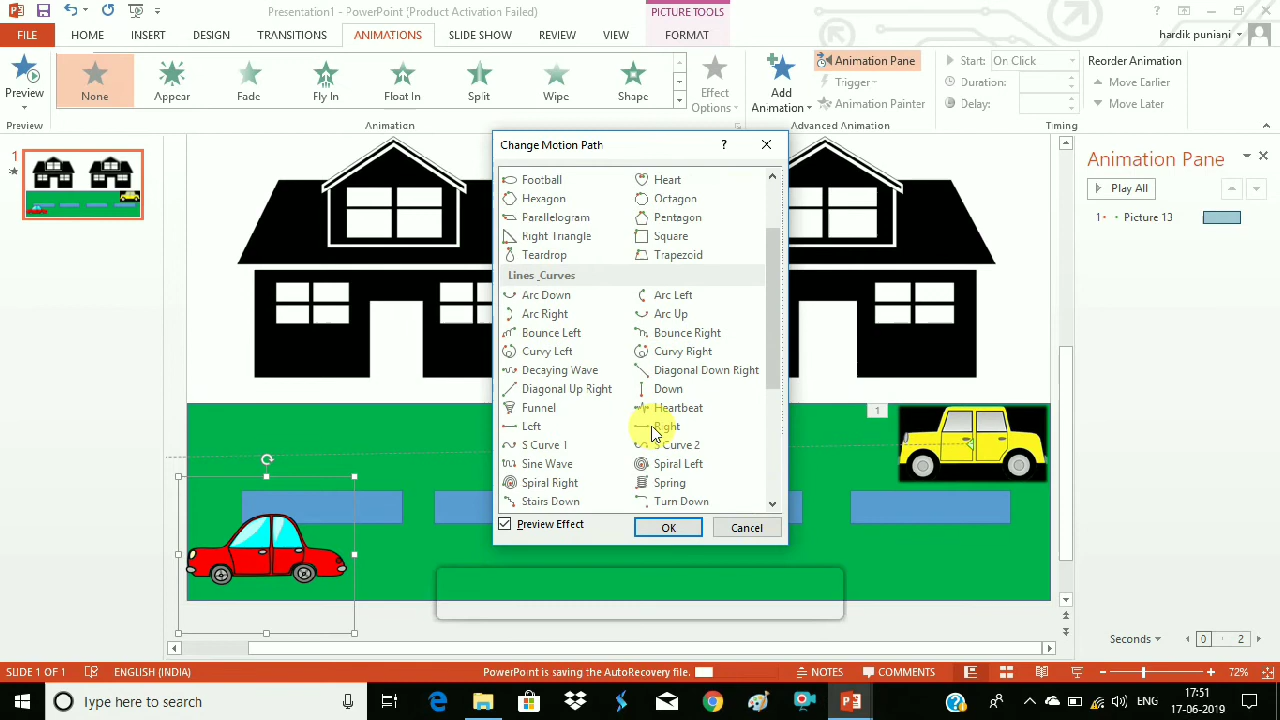 Presentation1 - PowerPoint (Product Activation Failed)
PICTURE TOOLS
FILE HOME INSERT DESIGN TRANSITIONS ANIMATIONS SLIDE SHOW REVIEW VIEW FORMAT
hardik puniani
Preview
None Appear Fade Fly In Float In Split Wipe Shape
Effect Options
Add Animation
Animation Pane
Trigger
Animation Painter
Start: On Click
Duration:
Delay:
Reorder Animation
Move Earlier
Move Later
Preview Animation Advanced Animation Timing
1
Change Motion Path
?
Football Heart
Hexagon Octagon
Parallelogram Pentagon
Right Triangle Square
Teardrop Trapezoid
Lines_Curves
Arc Down Arc Left
Arc Right Arc Up
Bounce Left Bounce Right
Curvy Left Curvy Right
Decaying Wave Diagonal Down Right
Diagonal Up Right Down
Funnel Heartbeat
Left Right
S Curve 1 S Curve 2
Sine Wave Spiral Left
Spiral Right Spring
Stairs Down Turn Down
Preview Effect OK Cancel
1
Animation Pane
Play All
1 Picture 13
Seconds 0 2
SLIDE 1 OF 1 ENGLISH (INDIA) PowerPoint is saving the AutoRecovery file. NOTES COMMENTS 72%
Type here to search
ENG
17:51
17-06-2019